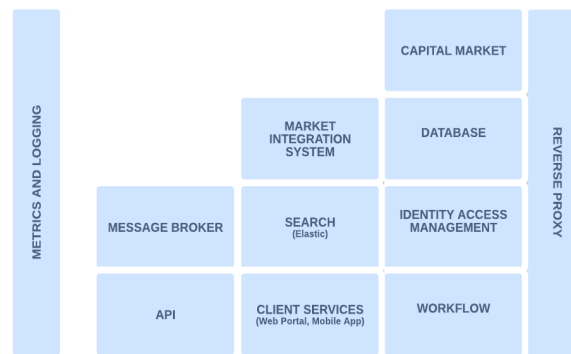 METRICS AND LOGGING
CAPITAL MARKET
MARKET
INTEGRATION
SYSTEM
DATABASE
MESSAGE BROKER
SEARCH
(Elastic)
IDENTITY ACCESS
MANAGEMENT
API
CLIENT SERVICES
(Web Portal, Mobile App)
WORKFLOW
REVERSE PROXY